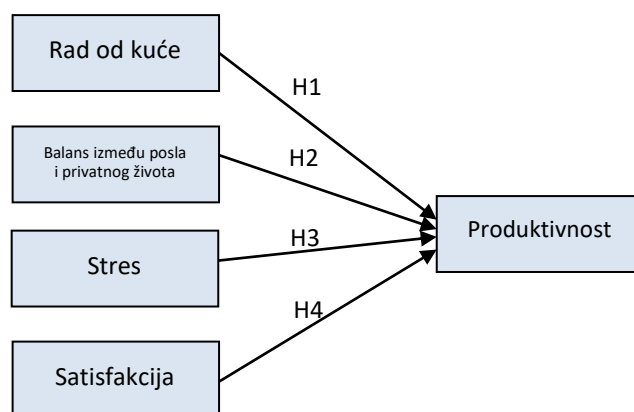 Rad od kuće
H1
Balans između posla
i privatnog života
H2
Produktivnost
Stres
H3
H4
Satisfakcija